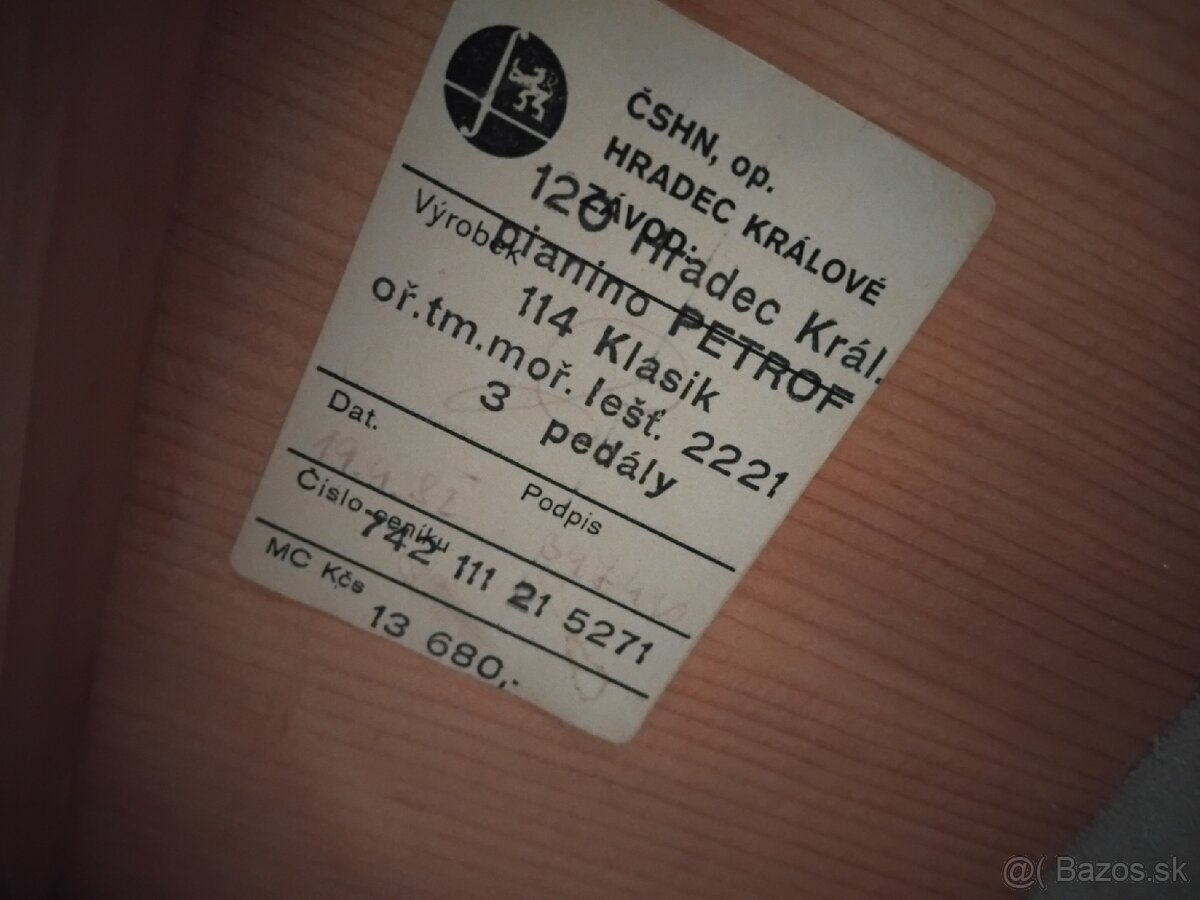 ČSHN, op.
HRADEC KRÁLOVÉ
ZÁVOD:
120 Hradec Král.
Výrobek
pianino PETROF
114 Klasik
oř.tm.moř. lešť. 2221
3 pedály
Dat.
Podpis
Číslo ceníku
742 111 21 5271
MC Kčs
13 680,-
@( Bazos.sk